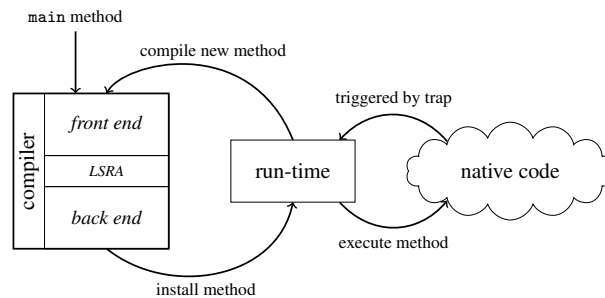 main method
compile new method
triggered by trap
compiler
front end
LSRA
back end
run-time
native code
execute method
install method